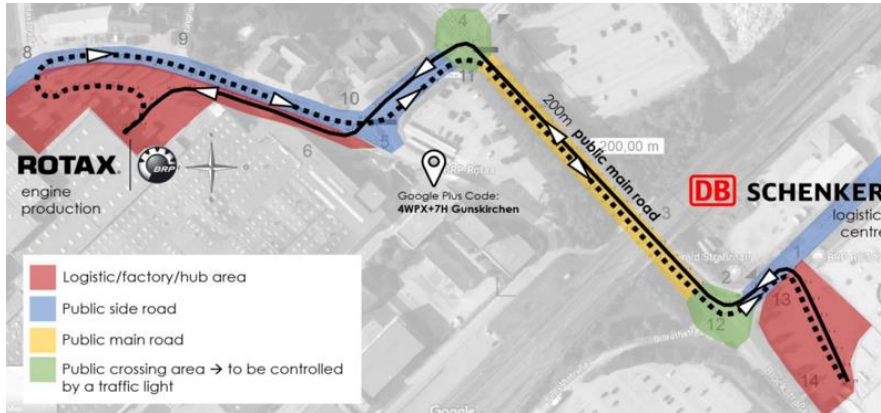 8
9
4
10
11
5
6
200m
public main road
200,00 m
3
ROTAX
BRP
engine
production
Google Plus Code:
4WPX+7H Gunskirchen
BRP Rotax
DB SCHENKER
logistic
centre
1
2
12
13
14
Logistic/factory/hub area
Public side road
Public main road
Public crossing area → to be controlled
by a traffic light
Google